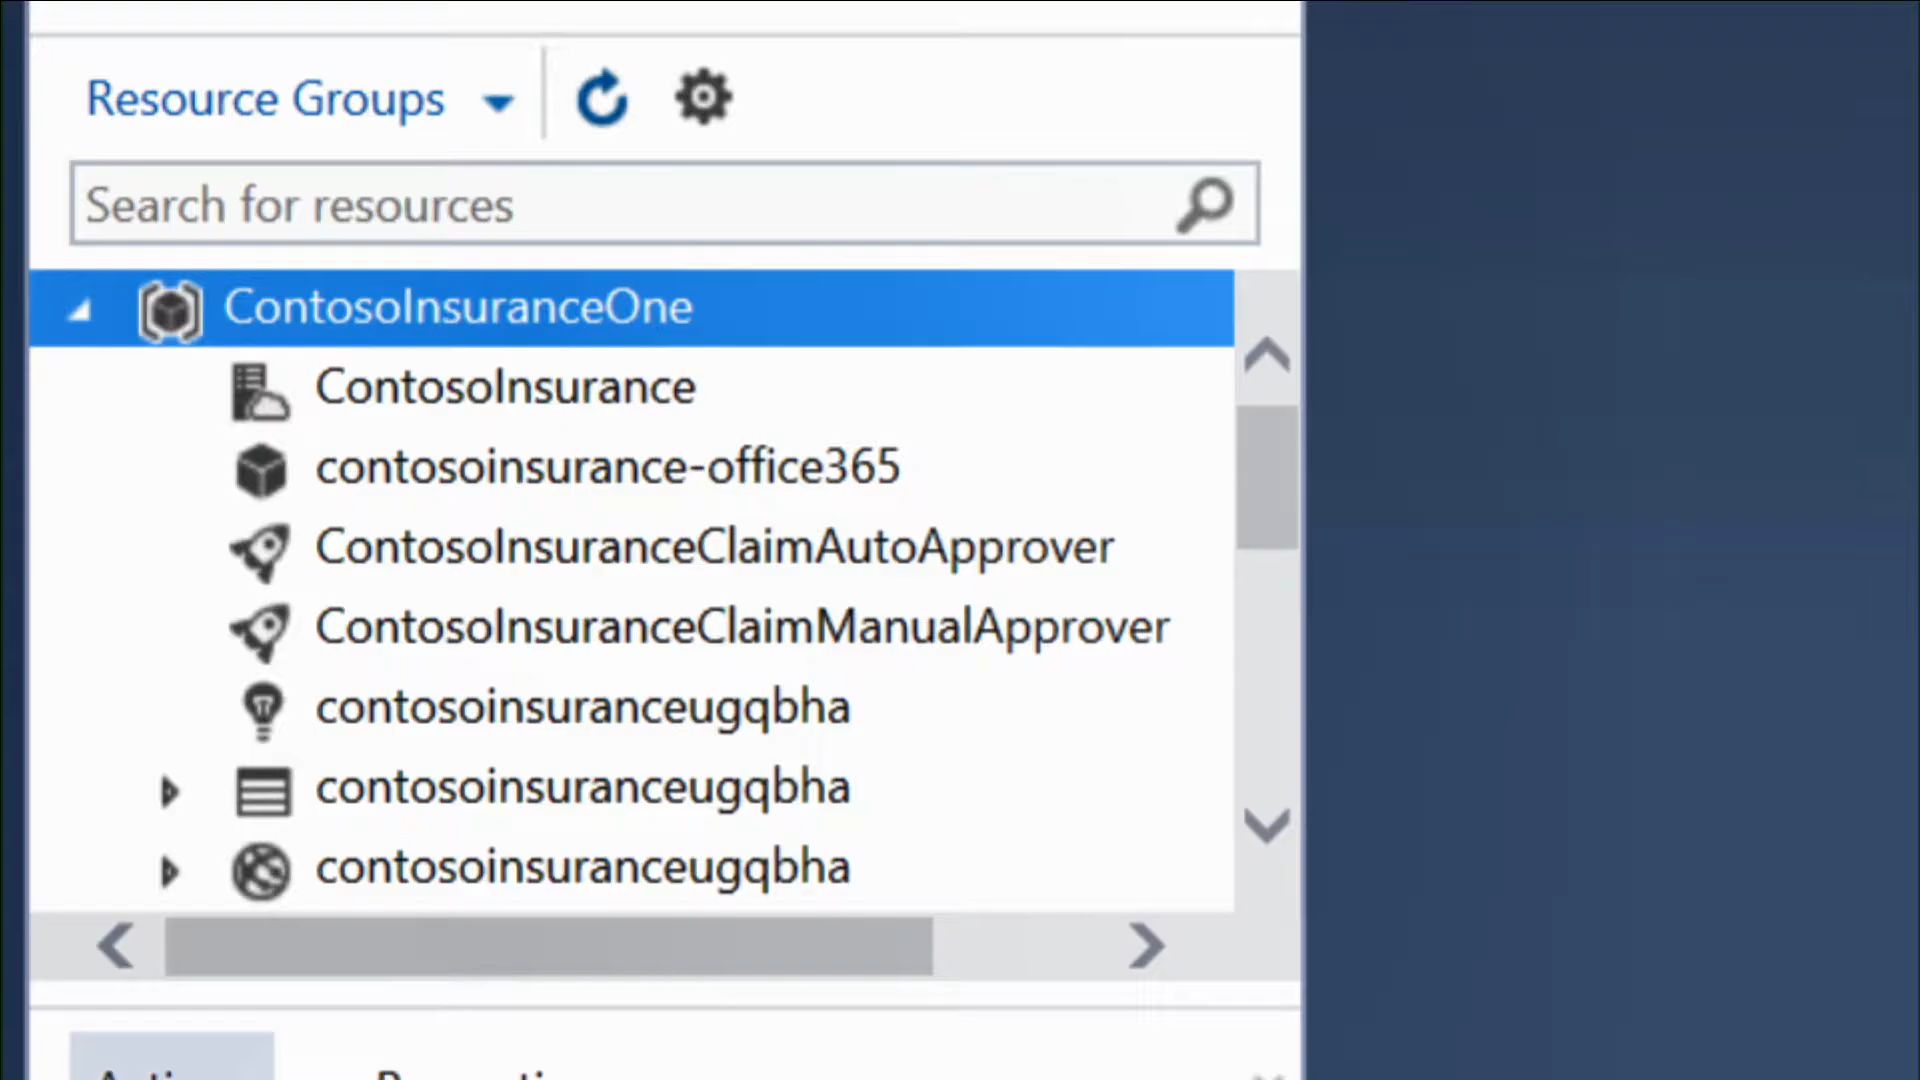 Resource Groups
Search for resources
ContosoInsuranceOne
ContosoInsurance
contosoinsurance-office365
ContosoInsuranceClaimAutoApprover
ContosoInsuranceClaimManualApprover
contosoinsuranceugqbha
contosoinsuranceugqbha
contosoinsuranceugqbha